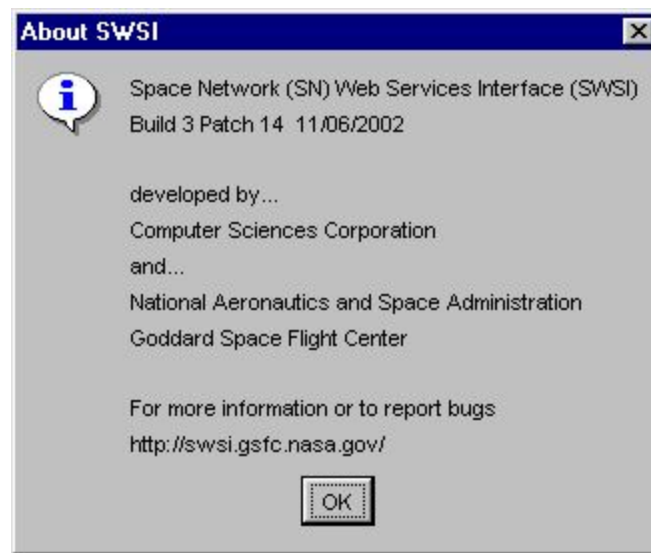 About SWSI
Space Network (SN) Web Services Interface (SWSI)
Build 3 Patch 14 11/06/2002
developed by...
Computer Sciences Corporation
and...
National Aeronautics and Space Administration
Goddard Space Flight Center
For more information or to report bugs
http://swsi.gsfc.nasa.gov/
OK